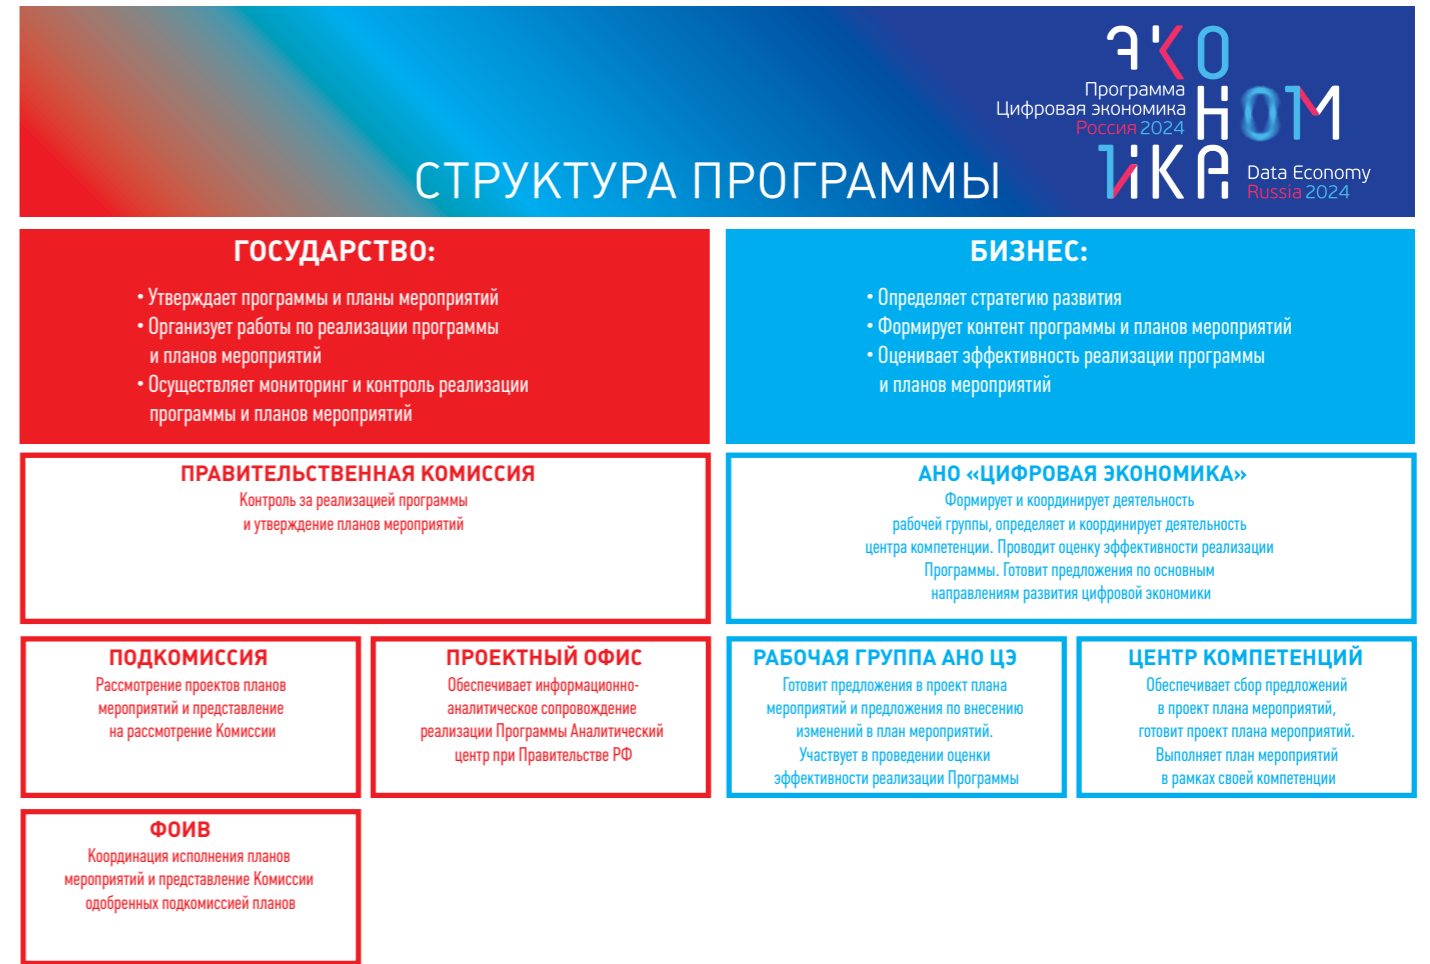 ЭКО
Программа
Цифровая экономика
Россия 2024
НОМ
ИКА
Data Economy
Russia 2024
СТРУКТУРА ПРОГРАММЫ
ГОСУДАРСТВО:
• Утверждает программы и планы мероприятий
• Организует работы по реализации программы
и планов мероприятий
• Осуществляет мониторинг и контроль реализации
программы и планов мероприятий
БИЗНЕС:
• Определяет стратегию развития
• Формирует контент программы и планов мероприятий
• Оценивает эффективность реализации программы
и планов мероприятий
ПРАВИТЕЛЬСТВЕННАЯ КОМИССИЯ
Контроль за реализацией программы
и утверждение планов мероприятий
АНО «ЦИФРОВАЯ ЭКОНОМИКА»
Формирует и координирует деятельность
рабочей группы, определяет и координирует деятельность
центра компетенции. Проводит оценку эффективности реализации
Программы. Готовит предложения по основным
направлениям развития цифровой экономики
ПОДКОМИССИЯ
Рассмотрение проектов планов
мероприятий и представление
на рассмотрение Комиссии
ПРОЕКТНЫЙ ОФИС
Обеспечивает информационно-
аналитическое сопровождение
реализации Программы Аналитический
центр при Правительстве РФ
РАБОЧАЯ ГРУППА АНО ЦЭ
Готовит предложения в проект плана
мероприятий и предложения по внесению
изменений в план мероприятий.
Участвует в проведении оценки
эффективности реализации Программы
ЦЕНТР КОМПЕТЕНЦИЙ
Обеспечивает сбор предложений
в проект плана мероприятий,
готовит проект плана мероприятий.
Выполняет план мероприятий
в рамках своей компетенции
ФОИВ
Координация исполнения планов
мероприятий и представление Комиссии
одобренных подкомиссией планов